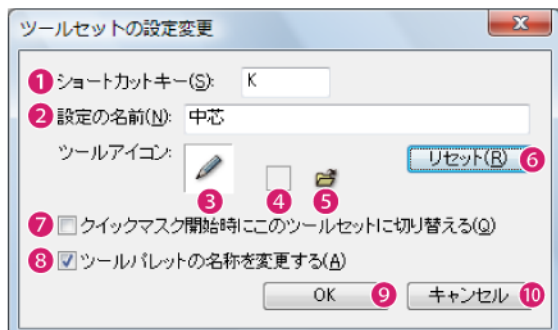 ツールセットの設定変更
1 ショートカットキー(S): K
2 設定の名前(N): 中芯
ツールアイコン: リセット(R) 6
3 4 5
7 クイックマスク開始時にこのツールセットに切り替える(Q)
8 ツールパレットの名称を変更する(A)
OK 9 キャンセル 10